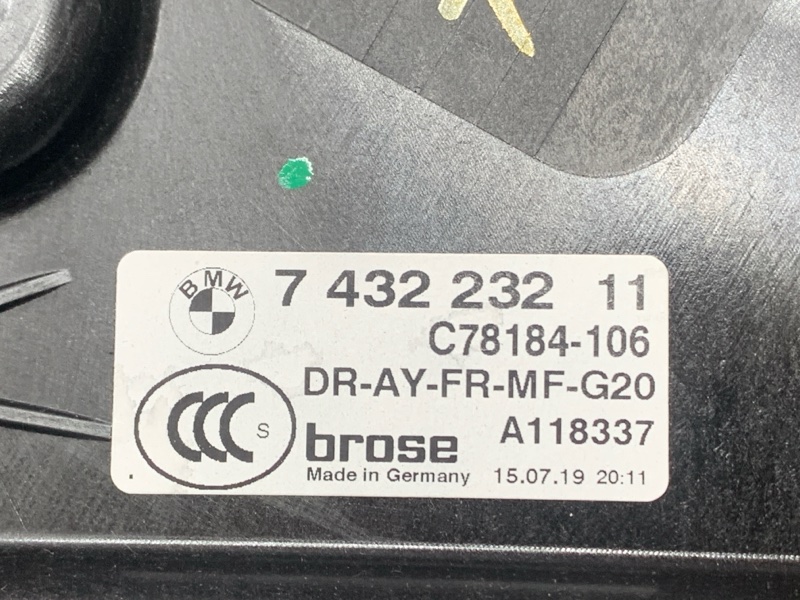 BMW 7 432 232 11
C78184-106
DR-AY-FR-MF-G20
CCC S brose A118337
Made in Germany 15.07.19 20:11